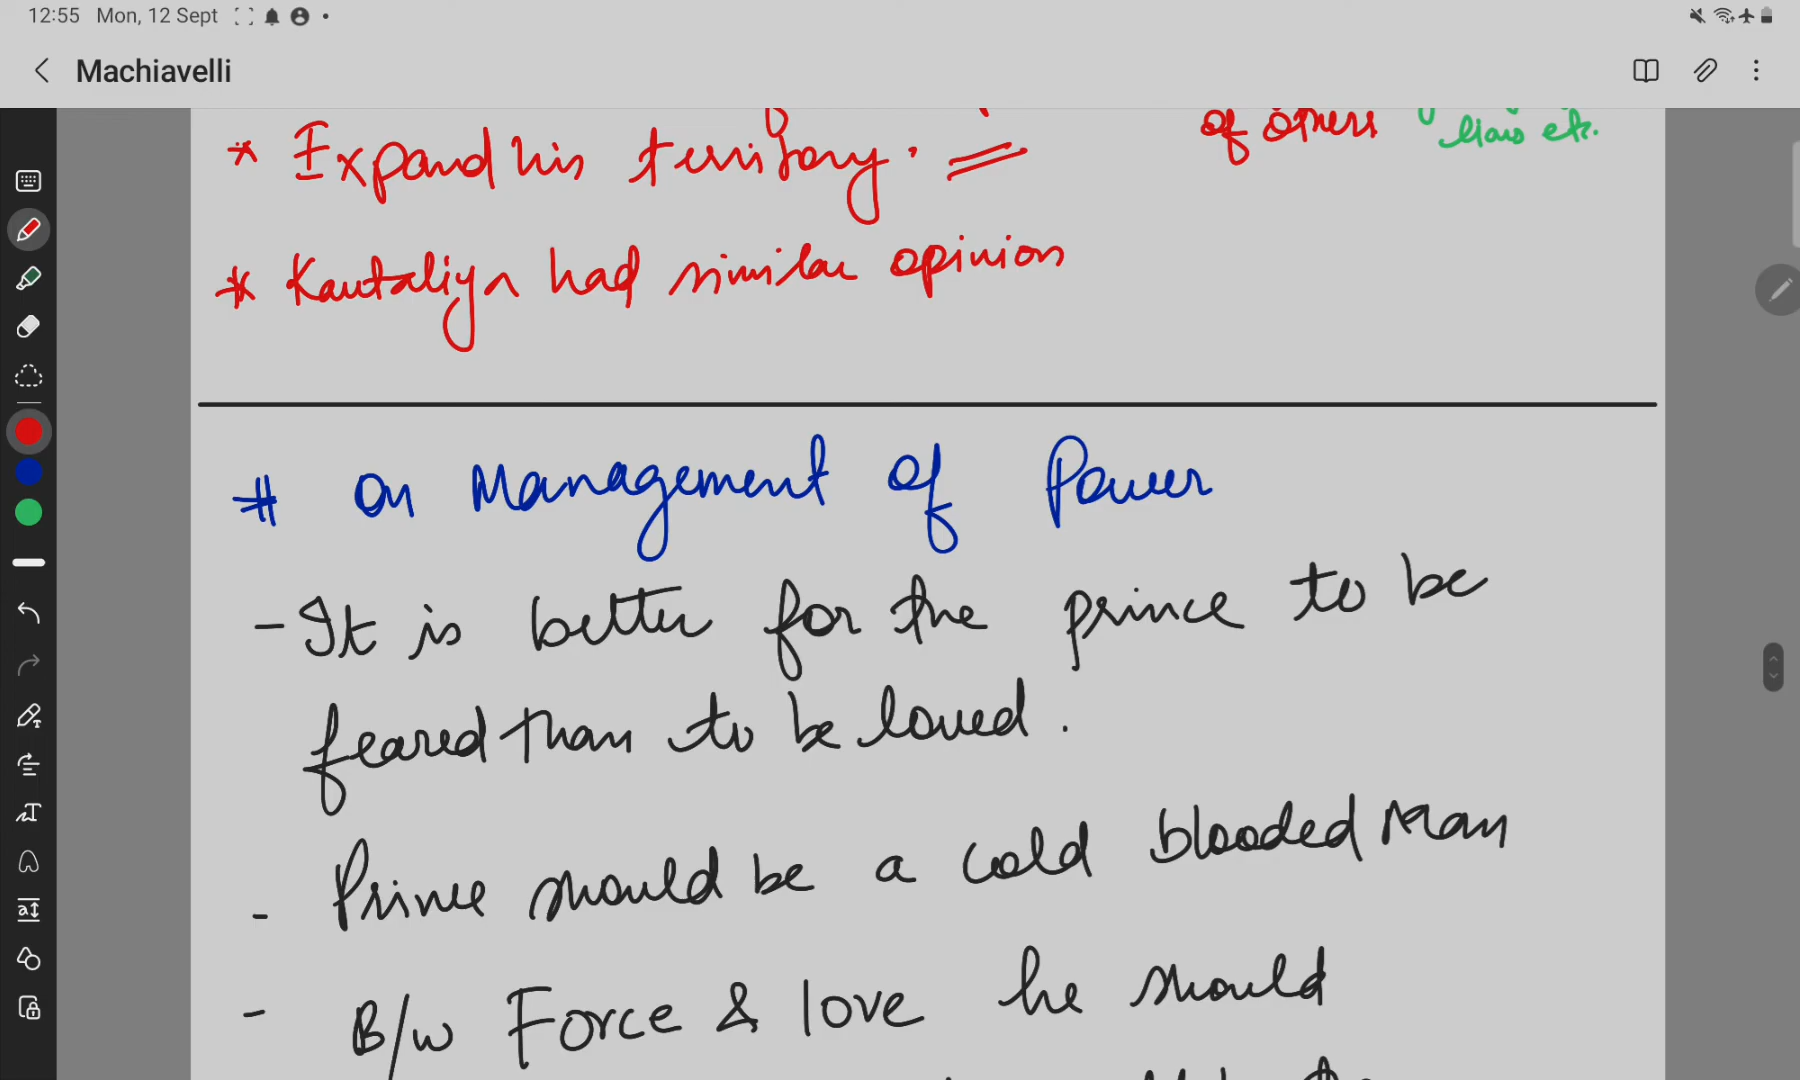 12:55 Mon, 12 Sept
Machiavelli
of others
* Expand his territory.
* Kautaliya had similar opinion
# On Management of Power
- It is better for the prince to be
feared than to be loved.
- Prince should be a cold blooded man
- B/w Force & love he should